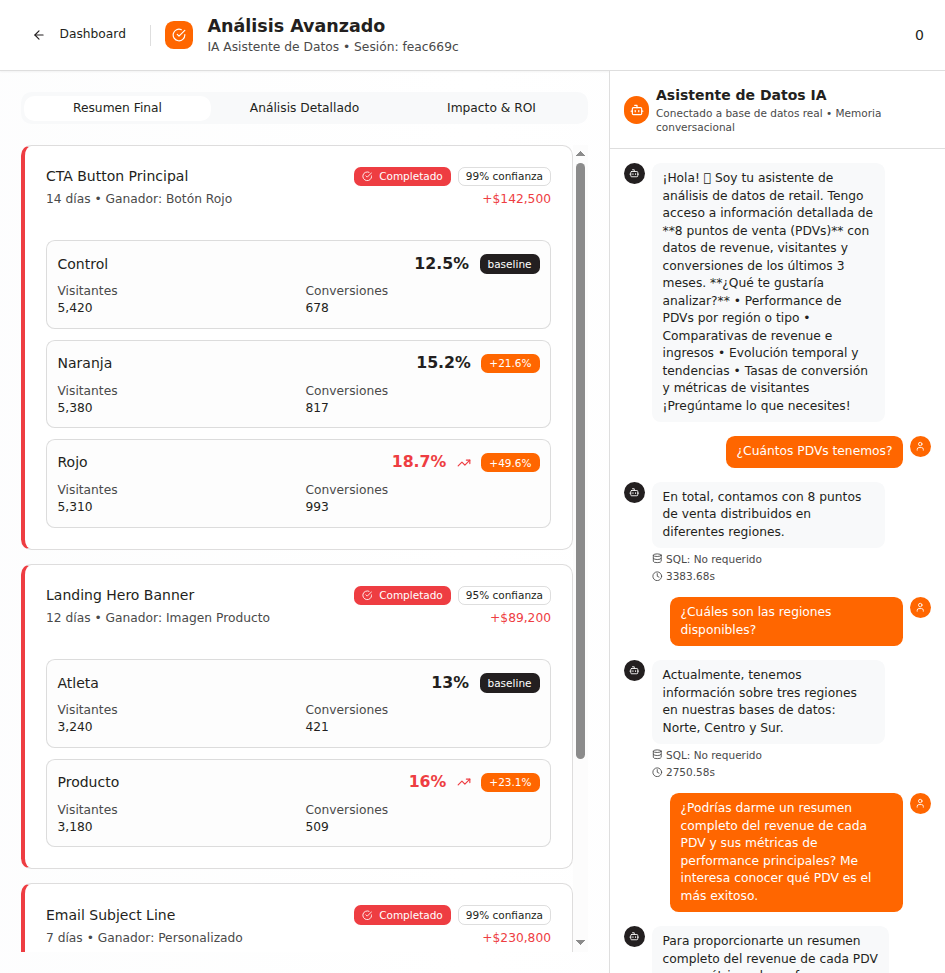 Dashboard
Análisis Avanzado
IA Asistente de Datos • Sesión: feac669c
0
Resumen Final
Análisis Detallado
Impacto & ROI
CTA Button Principal
Completado
99% confianza
14 días • Ganador: Botón Rojo
+$142,500
Control
12.5%
baseline
Visitantes
Conversiones
5,420
678
Naranja
15.2%
+21.6%
Visitantes
Conversiones
5,380
817
Rojo
18.7%
+49.6%
Visitantes
Conversiones
5,310
993
Landing Hero Banner
Completado
95% confianza
12 días • Ganador: Imagen Producto
+$89,200
Atleta
13%
baseline
Visitantes
Conversiones
3,240
421
Producto
16%
+23.1%
Visitantes
Conversiones
3,180
509
Email Subject Line
Completado
99% confianza
7 días • Ganador: Personalizado
+$230,800
Asistente de Datos IA
Conectado a base de datos real • Memoria
conversacional
¡Hola! Soy tu asistente de
análisis de datos de retail. Tengo
acceso a información detallada de
**8 puntos de venta (PDVs)** con
datos de revenue, visitantes y
conversiones de los últimos 3
meses. **¿Qué te gustaría
analizar?** • Performance de
PDVs por región o tipo •
Comparativas de revenue e
ingresos • Evolución temporal y
tendencias • Tasas de conversión
y métricas de visitantes
¡Pregúntame lo que necesites!
¿Cuántos PDVs tenemos?
En total, contamos con 8 puntos
de venta distribuidos en
diferentes regiones.
SQL: No requerido
3383.68s
¿Cuáles son las regiones
disponibles?
Actualmente, tenemos
información sobre tres regiones
en nuestras bases de datos:
Norte, Centro y Sur.
SQL: No requerido
2750.58s
¿Podrías darme un resumen
completo del revenue de cada
PDV y sus métricas de
performance principales? Me
interesa conocer qué PDV es el
más exitoso.
Para proporcionarte un resumen
completo del revenue de cada PDV